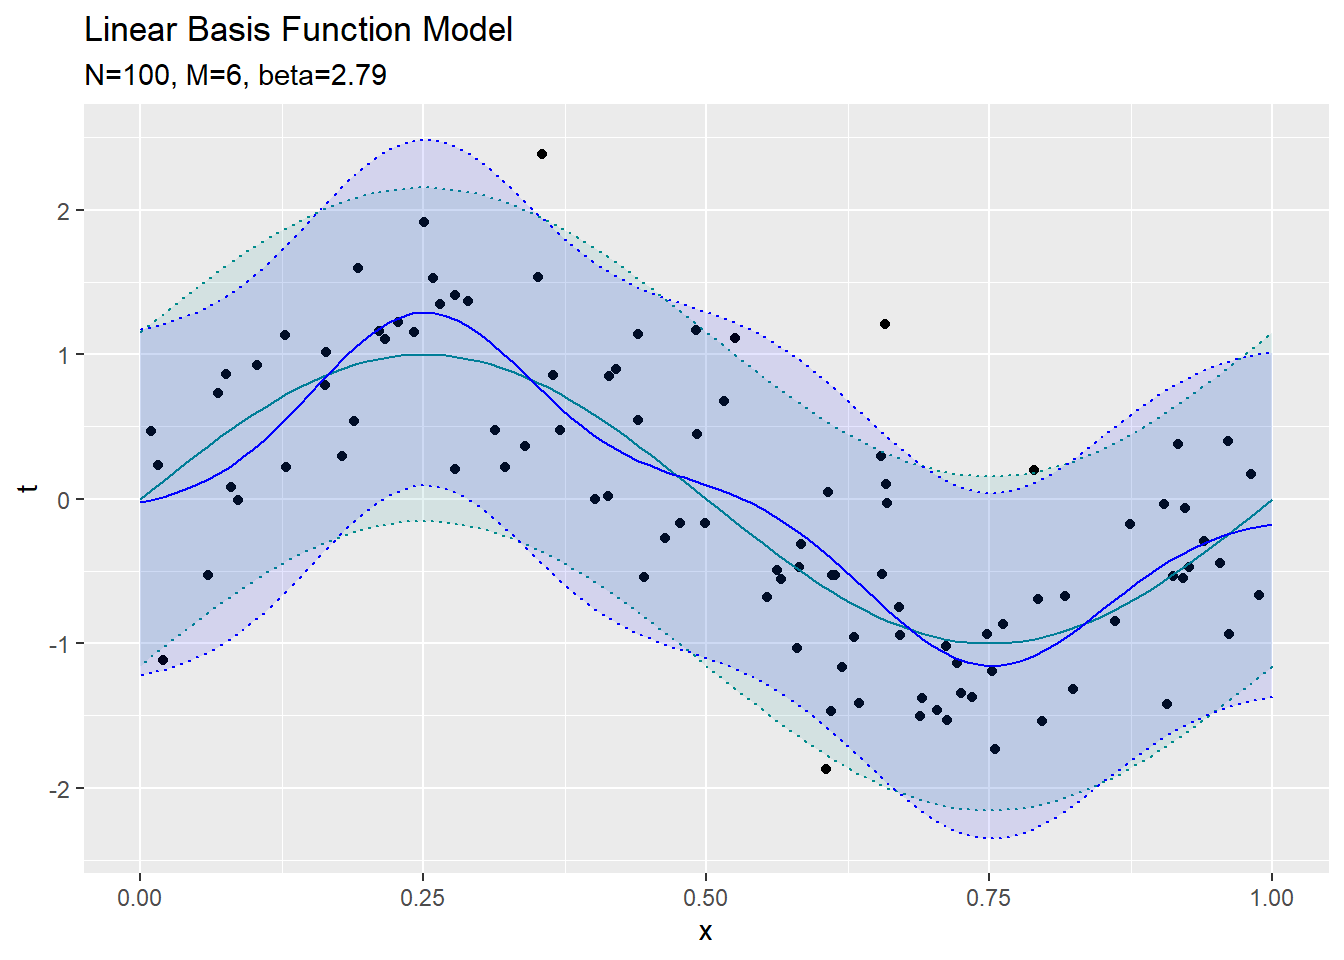 Linear Basis Function Model
N=100, M=6, beta=2.79
2
1
0
-1
-2
t
0.00 0.25 0.50 0.75 1.00
x